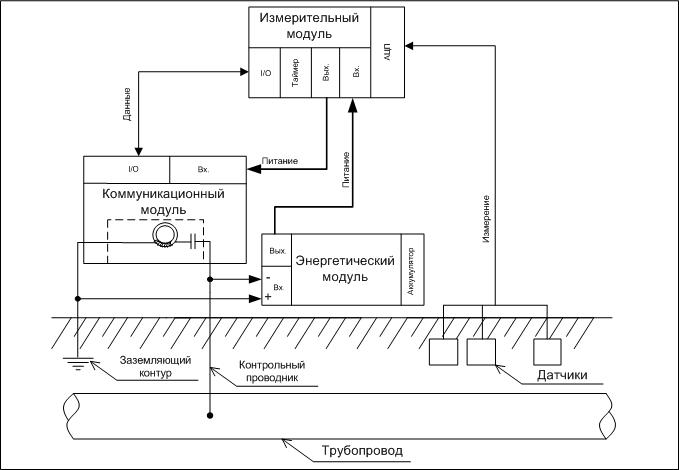 Измерительный
модуль
I/O
Таймер
Вых.
Вх.
АЦП
Данные
Питание
Питание
Измерение
I/O
Вх.
Коммуникационный
модуль
Вых.
Энергетический
модуль
Аккумулятор
-
Вх.
+
Заземляющий
контур
Контрольный
проводник
Датчики
Трубопровод